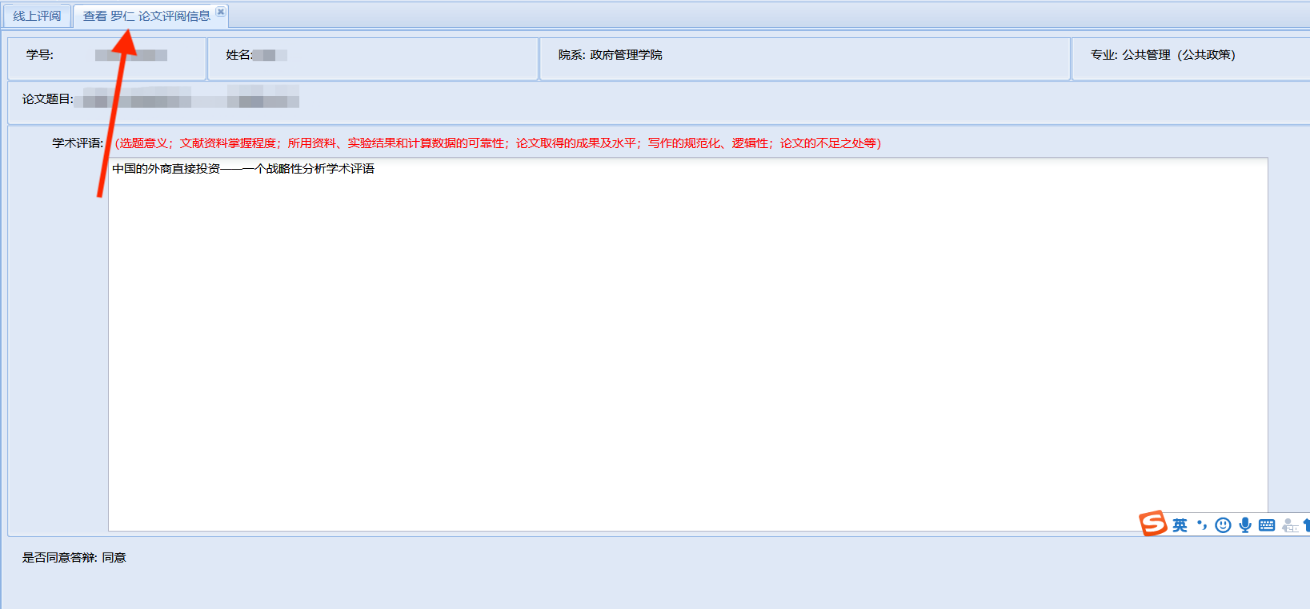 线上评阅 查看 罗仁 论文评阅信息
学号: 姓名: 院系: 政府管理学院 专业: 公共管理（公共政策）
论文题目:
学术评语: (选题意义；文献资料掌握程度；所用资料、实验结果和计算数据的可靠性；论文取得的成果及水平；写作的规范化、逻辑性；论文的不足之处等)
中国的外商直接投资——一个战略性分析学术评语
S 英
是否同意答辩: 同意